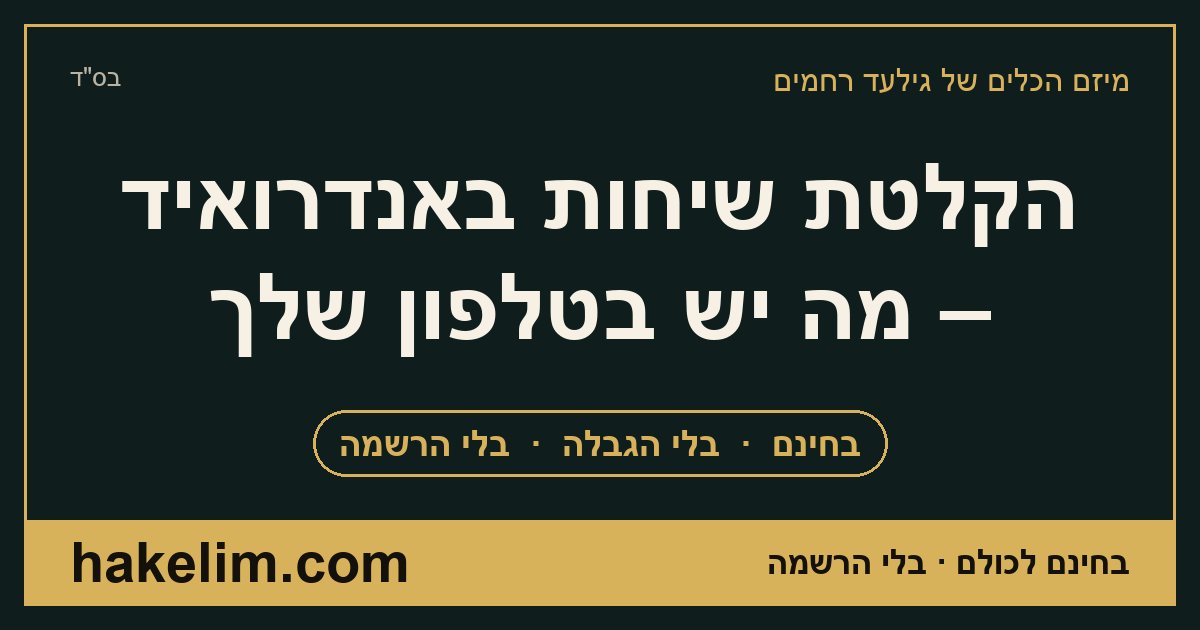 מיזם הכלים של גילעד רחמים
בס"ד
הקלטת שיחות באנדרואיד
– מה יש בטלפון שלך
בחינם · בלי הגבלה · בלי הרשמה
בחינם לכולם · בלי הרשמה
hakelim.com